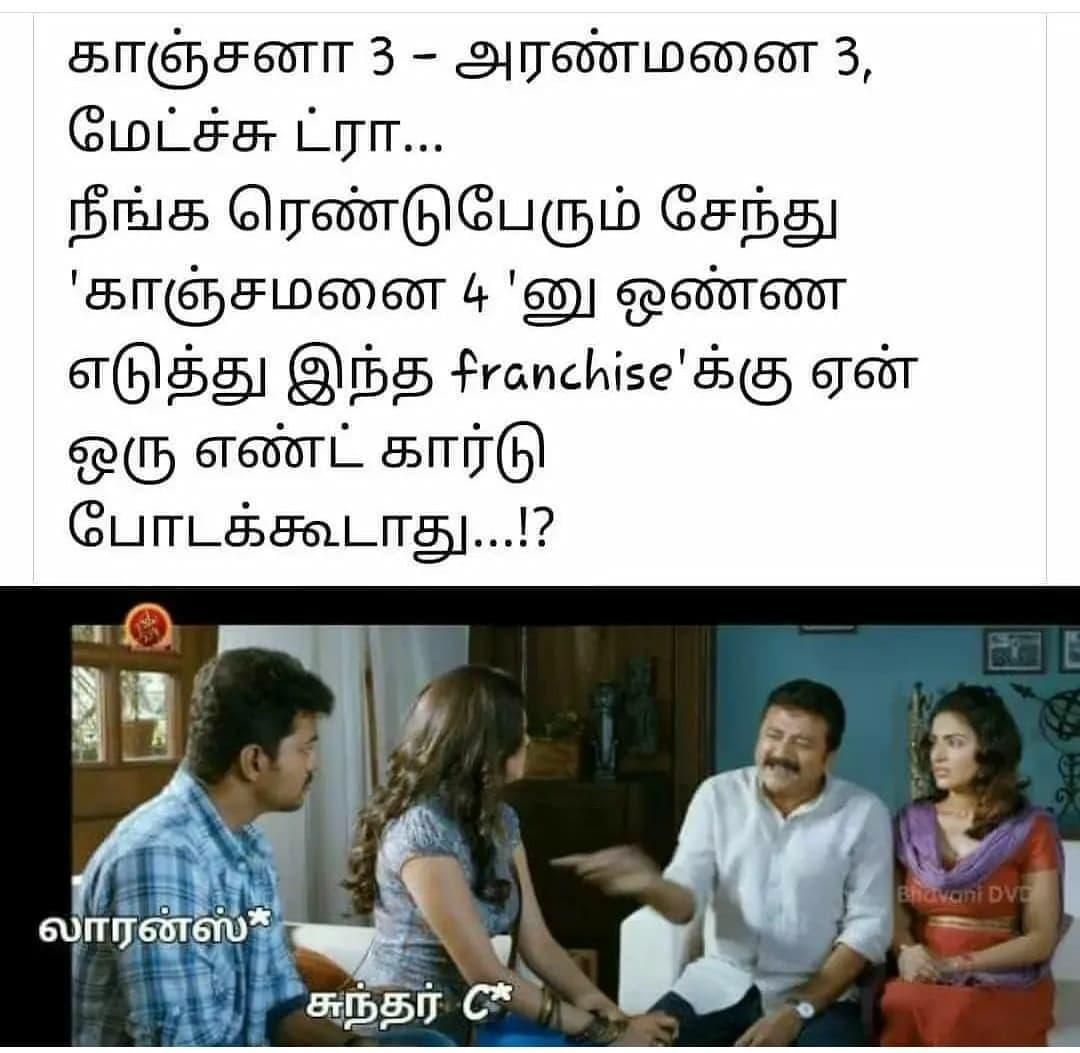 காஞ்சனா 3 - அரண்மனை 3,
மேட்ச்சு ட்ரா...
நீங்க ரெண்டுபேரும் சேந்து
'காஞ்சமனை 4 'னு ஒண்ண
எடுத்து இந்த franchise'க்கு ஏன்
ஒரு எண்ட் கார்டு
போடக்கூடாது...!?
Bhavani DVD
லாரன்ஸ்*
சுந்தர் C*